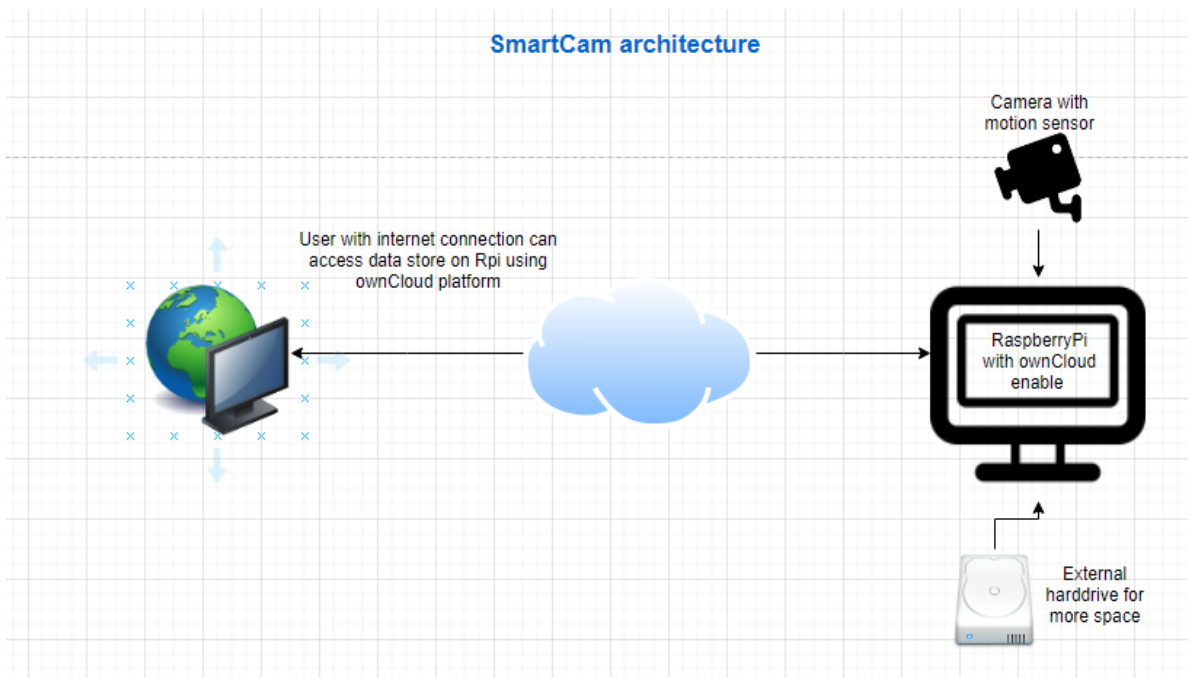 SmartCam architecture
Camera with
motion sensor
User with internet connection can
access data store on Rpi using
ownCloud platform
RaspberryPi
with ownCloud
enable
External
harddrive for
more space